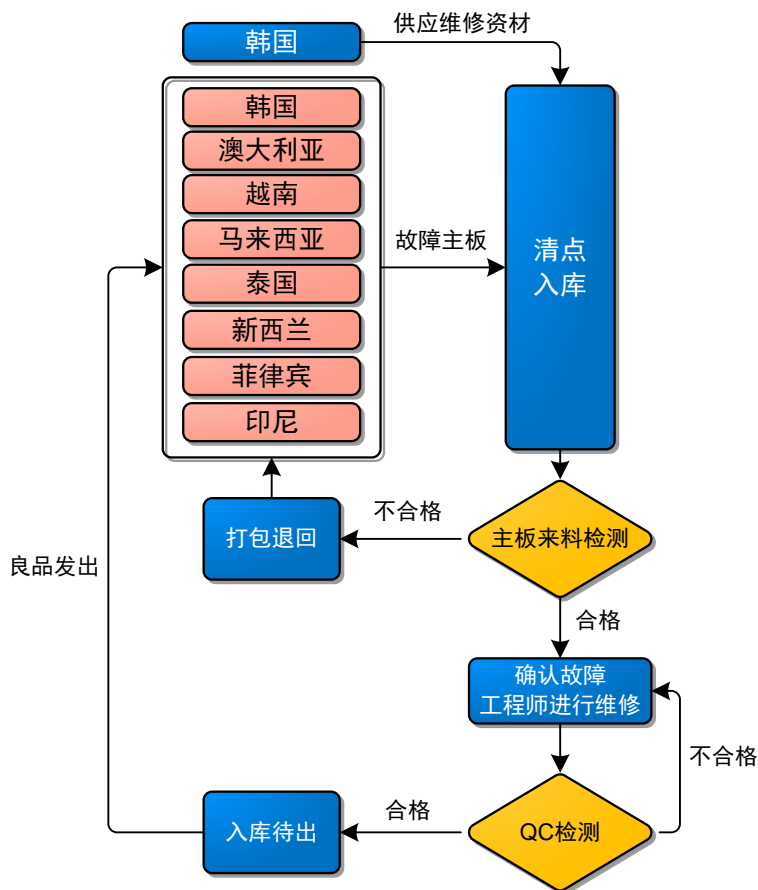 韩国
供应维修资材
韩国
澳大利亚
越南
马来西亚
泰国
新西兰
菲律宾
印尼
故障主板
清点
入库
打包退回
不合格
主板来料检测
良品发出
合格
确认故障
工程师进行维修
不合格
入库待出
合格
QC检测